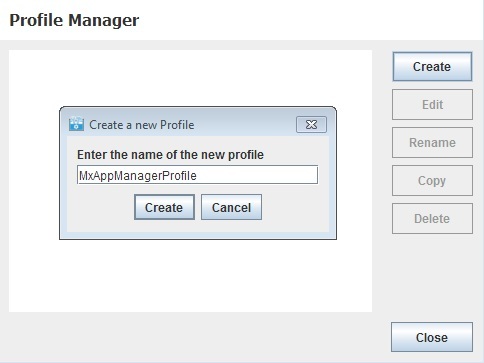 Profile Manager
Create
Edit
Rename
Copy
Delete
Close
Create a new Profile
Enter the name of the new profile
MxAppManagerProfile
Create
Cancel